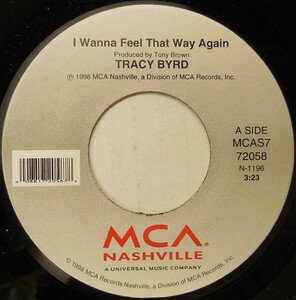 I Wanna Feel That Way Again
Produced by Tony Brown
TRACY BYRD
℗ 1998 MCA Nashville, a Division of MCA Records, Inc.
A SIDE
MCAS7
72058
N-1196
3:23
MCA
NASHVILLE
A UNIVERSAL MUSIC COMPANY
© 1998 MCA Nashville, a Division of MCA Records, Inc.